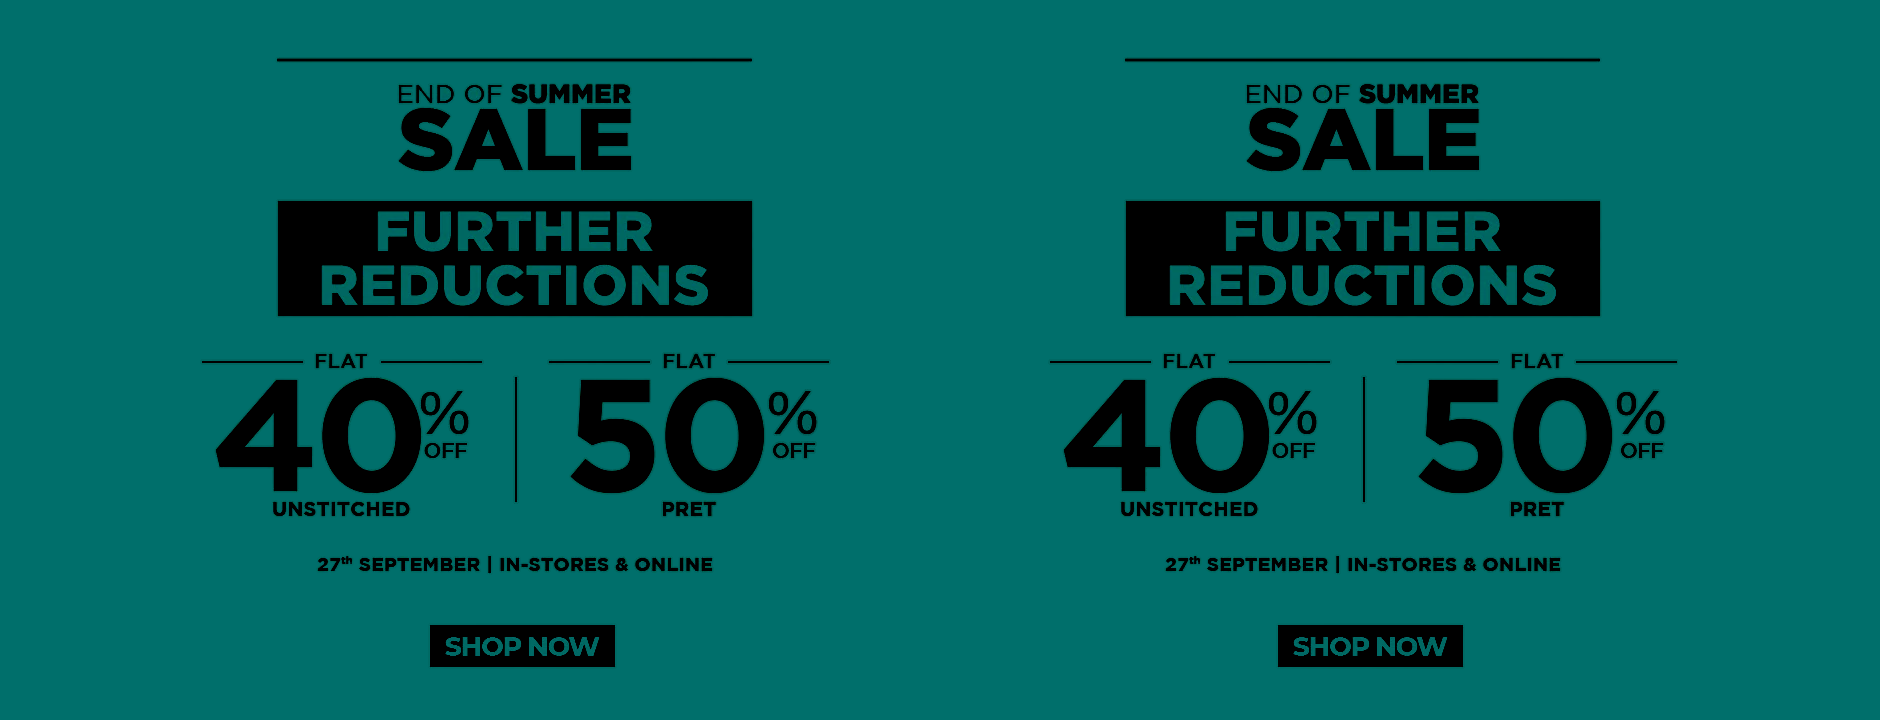 END OF SUMMER
SALE
FURTHER
REDUCTIONS
FLAT
40% OFF
UNSTITCHED
FLAT
50% OFF
PRET
27th SEPTEMBER | IN-STORES & ONLINE
SHOP NOW
END OF SUMMER
SALE
FURTHER
REDUCTIONS
FLAT
40% OFF
UNSTITCHED
FLAT
50% OFF
PRET
27th SEPTEMBER | IN-STORES & ONLINE
SHOP NOW